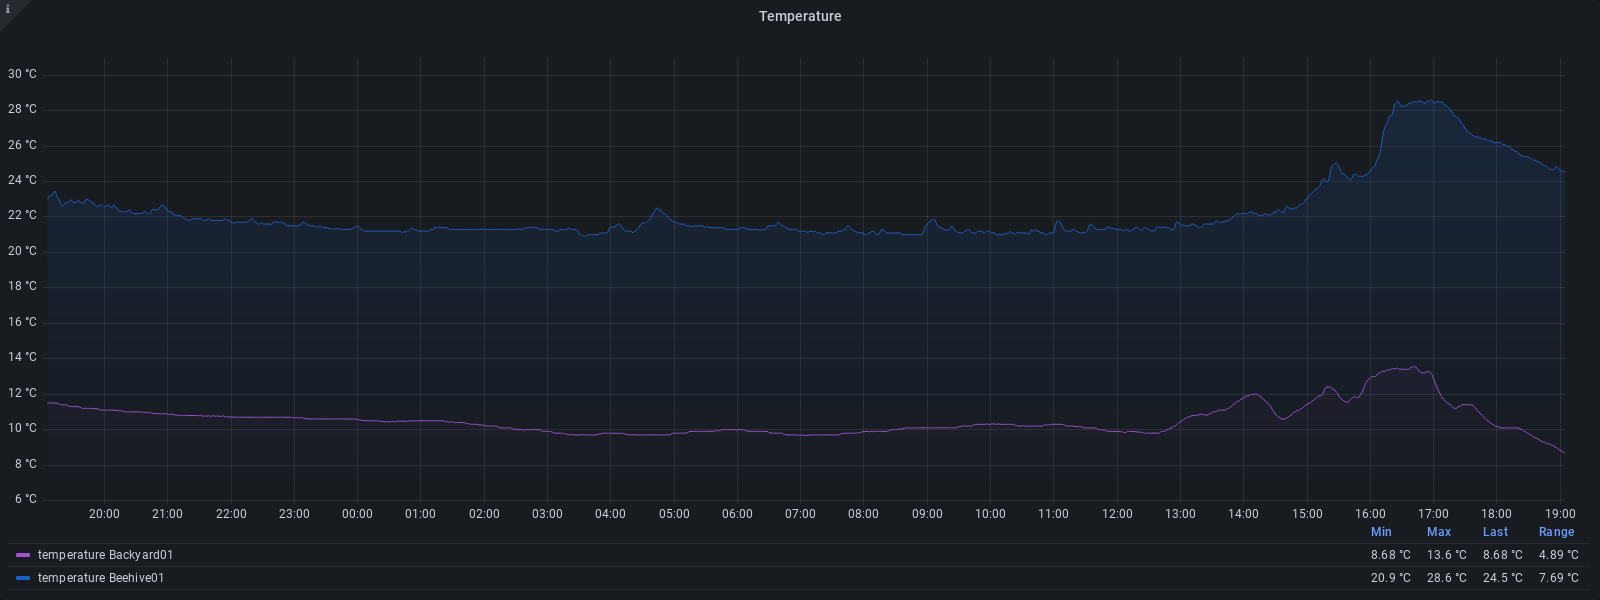 i
Temperature
30 °C
28 °C
26 °C
24 °C
22 °C
20 °C
18 °C
16 °C
14 °C
12 °C
10 °C
8 °C
6 °C
20:00 21:00 22:00 23:00 00:00 01:00 02:00 03:00 04:00 05:00 06:00 07:00 08:00 09:00 10:00 11:00 12:00 13:00 14:00 15:00 16:00 17:00 18:00 19:00
Min Max Last Range
temperature Backyard01 8.68 °C 13.6 °C 8.68 °C 4.89 °C
temperature Beehive01 20.9 °C 28.6 °C 24.5 °C 7.69 °C